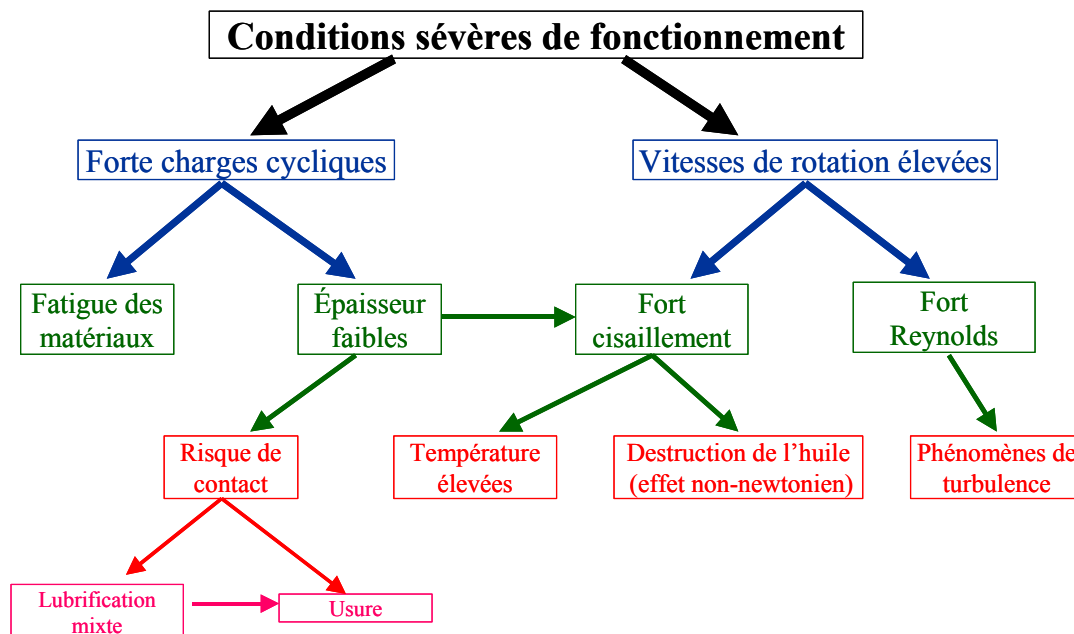 Conditions sévères de fonctionnement
Forte charges cycliques
Vitesses de rotation élevées
Fatigue des
matériaux
Épaisseur
faibles
Fort
cisaillement
Fort
Reynolds
Risque de
contact
Température
élevées
Destruction de l’huile
(effet non-newtonien)
Phénomènes de
turbulence
Lubrification
mixte
Usure